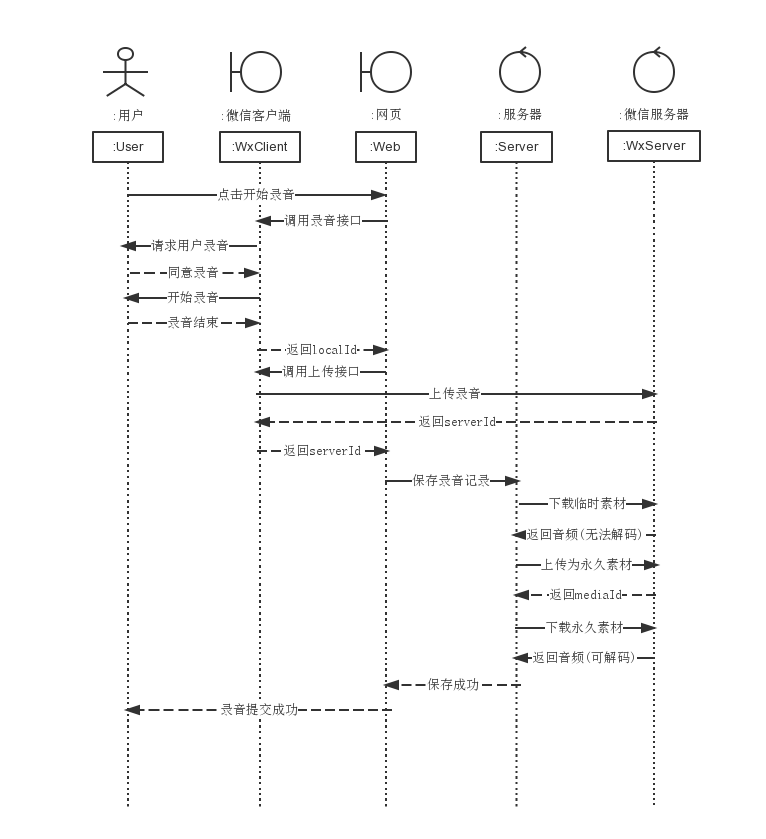 :用户
:微信客户端
:网页
:服务器
:微信服务器
:User
:WxClient
:Web
:Server
:WxServer
点击开始录音
调用录音接口
请求用户录音
同意录音
开始录音
录音结束
返回localId
调用上传接口
上传录音
返回serverId
返回serverId
保存录音记录
下载临时素材
返回音频(无法解码)
上传为永久素材
返回mediaId
下载永久素材
返回音频(可解码)
保存成功
录音提交成功